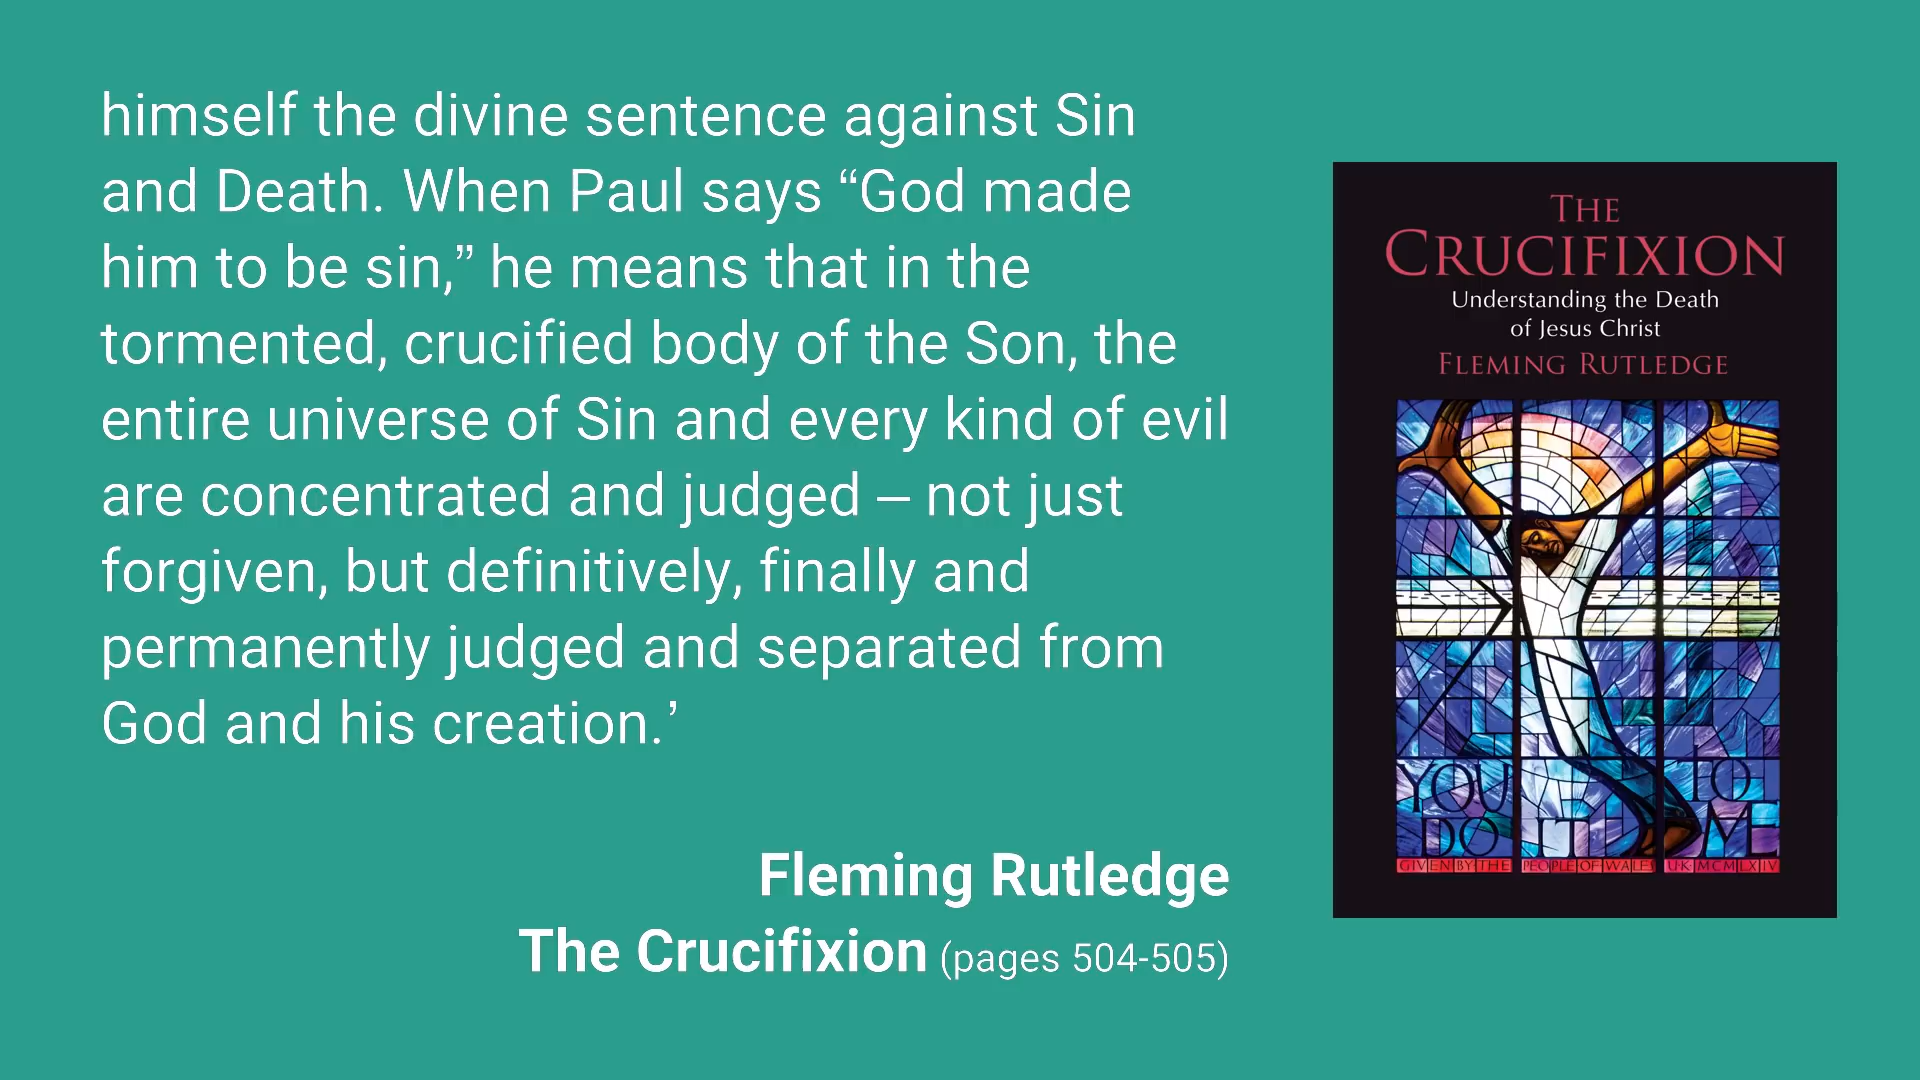 himself the divine sentence against Sin
and Death. When Paul says “God made
him to be sin,” he means that in the
tormented, crucified body of the Son, the
entire universe of Sin and every kind of evil
are concentrated and judged – not just
forgiven, but definitively, finally and
permanently judged and separated from
God and his creation.’
Fleming Rutledge
The Crucifixion (pages 504-505)
THE
CRUCIFIXION
Understanding the Death
of Jesus Christ
FLEMING RUTLEDGE
YOU TO
DO IT ME
GIVEN BY THE PEOPLE OF WALES UK MCMLXIV